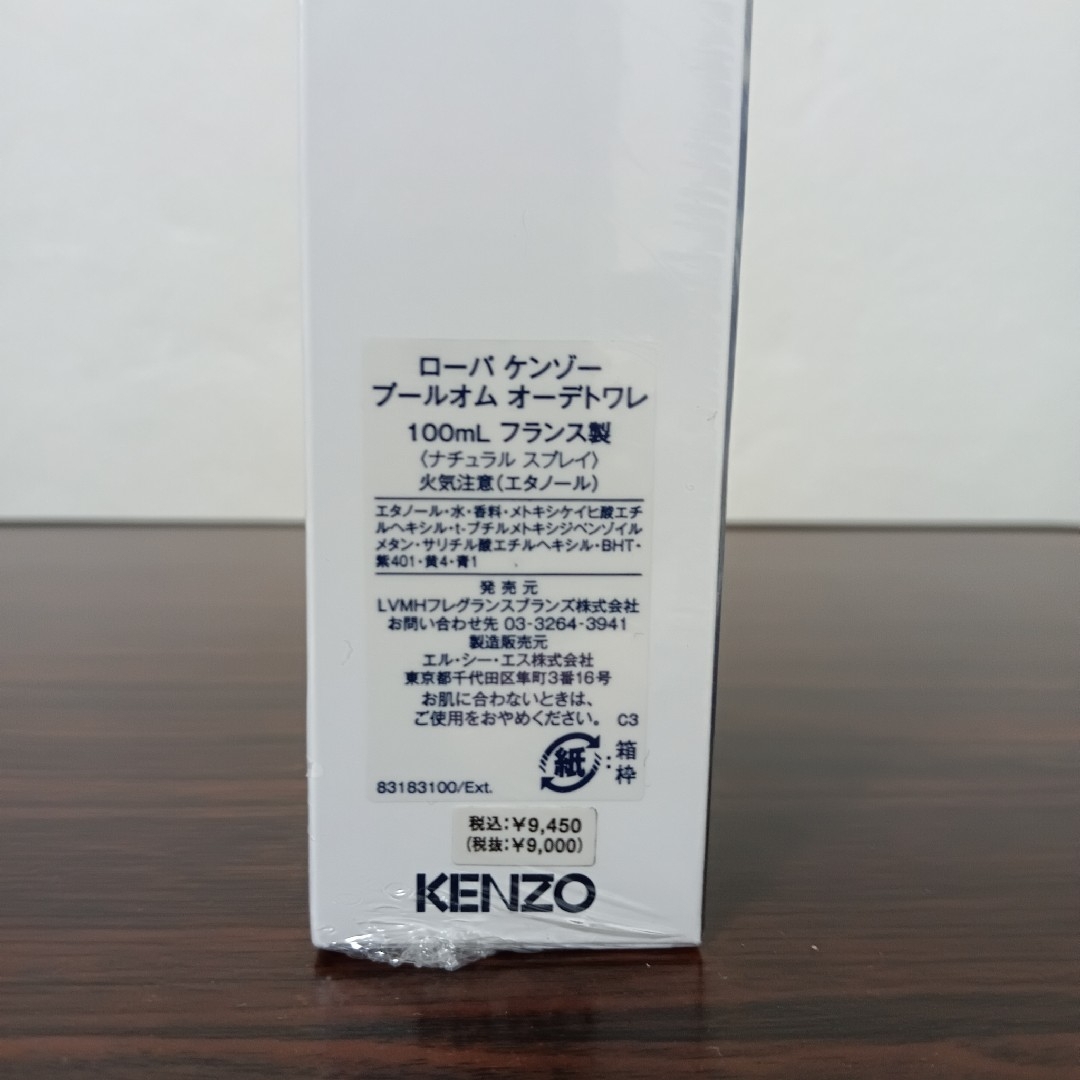 ローパ ケンゾー
プールオム オーデトワレ
100mL フランス製
〈ナチュラル スプレイ〉
火気注意(エタノール)
エタノール・水・香料・メトキシケイヒ酸エチ
ルヘキシル・t-ブチルメトキシジベンゾイル
メタン・サリチル酸エチルヘキシル・BHT・
紫401・黄4・青1
発売元
LVMHフレグランスブランズ株式会社
お問い合わせ先 03-3264-3941
製造販売元
エル・シー・エス株式会社
東京都千代田区隼町3番16号
お肌に合わないときは、
ご使用をおやめください。 C3
紙:箱
枠
83183100/Ext.
税込:¥9,450
(税抜:¥9,000)
KENZO